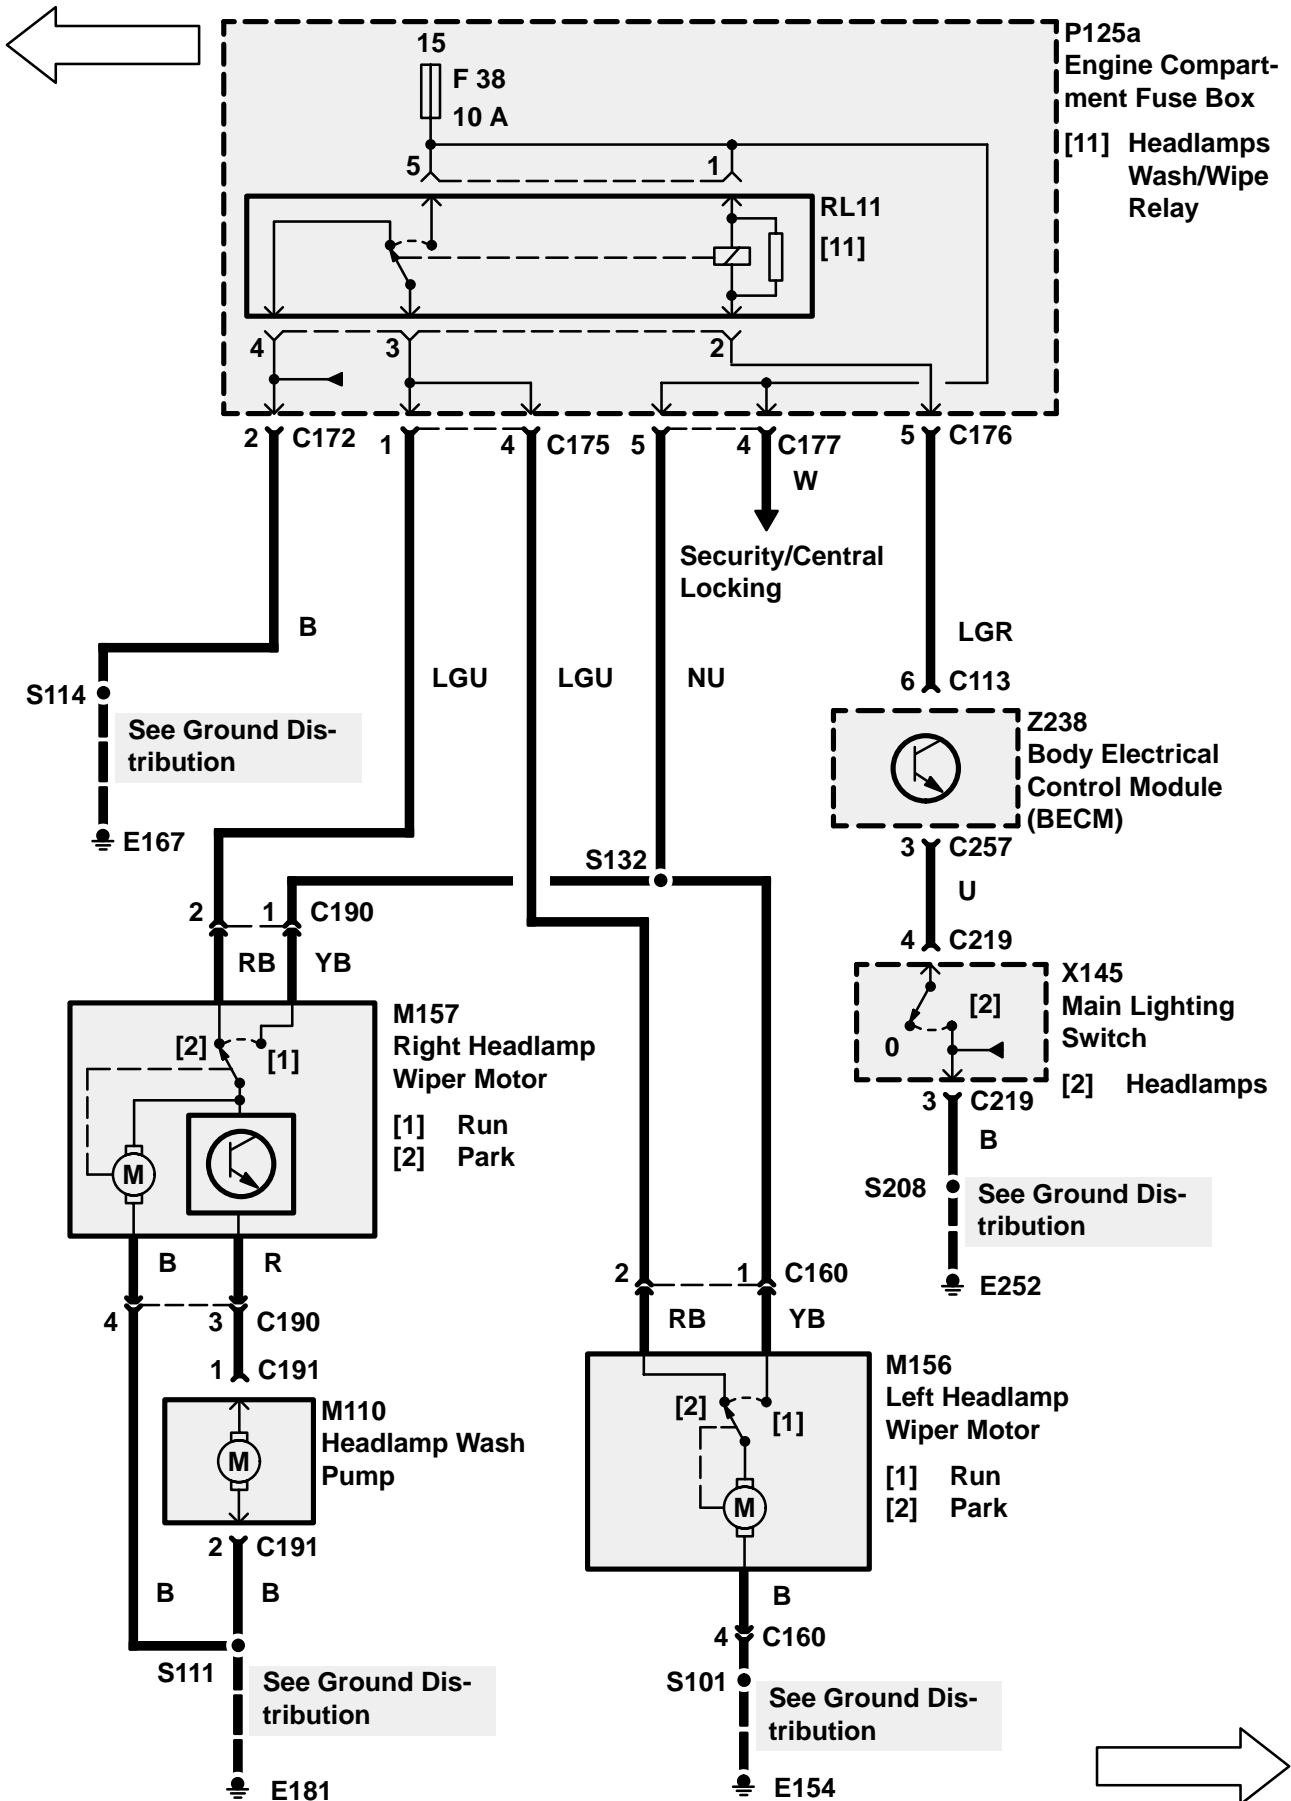 15
F 38
10 A
P125a
Engine Compart-
ment Fuse Box
[11] Headlamps
Wash/Wipe
Relay
5 1
RL11
[11]
4 3 2
2 C172 1 4 C175 5 4 C177 5 C176
W
Security/Central
Locking
B
LGU LGU NU
LGR
6 C113
S114
See Ground Dis-
tribution
E167
Z238
Body Electrical
Control Module
(BECM)
3 C257
S132
U
2 1 C190
4 C219
RB YB
X145
Main Lighting
Switch
[2] Headlamps
[2]
0
M157
Right Headlamp
Wiper Motor
[1] Run
[2] Park
[2] [1]
M
3 C219
B
S208
See Ground Dis-
tribution
E252
B R
4 3 C190
1 C191
2 1 C160
RB YB
M110
Headlamp Wash
Pump
M
2 C191
M156
Left Headlamp
Wiper Motor
[1] Run
[2] Park
[2] [1]
M
B B
B
4 C160
S111
See Ground Dis-
tribution
E181
S101
See Ground Dis-
tribution
E154